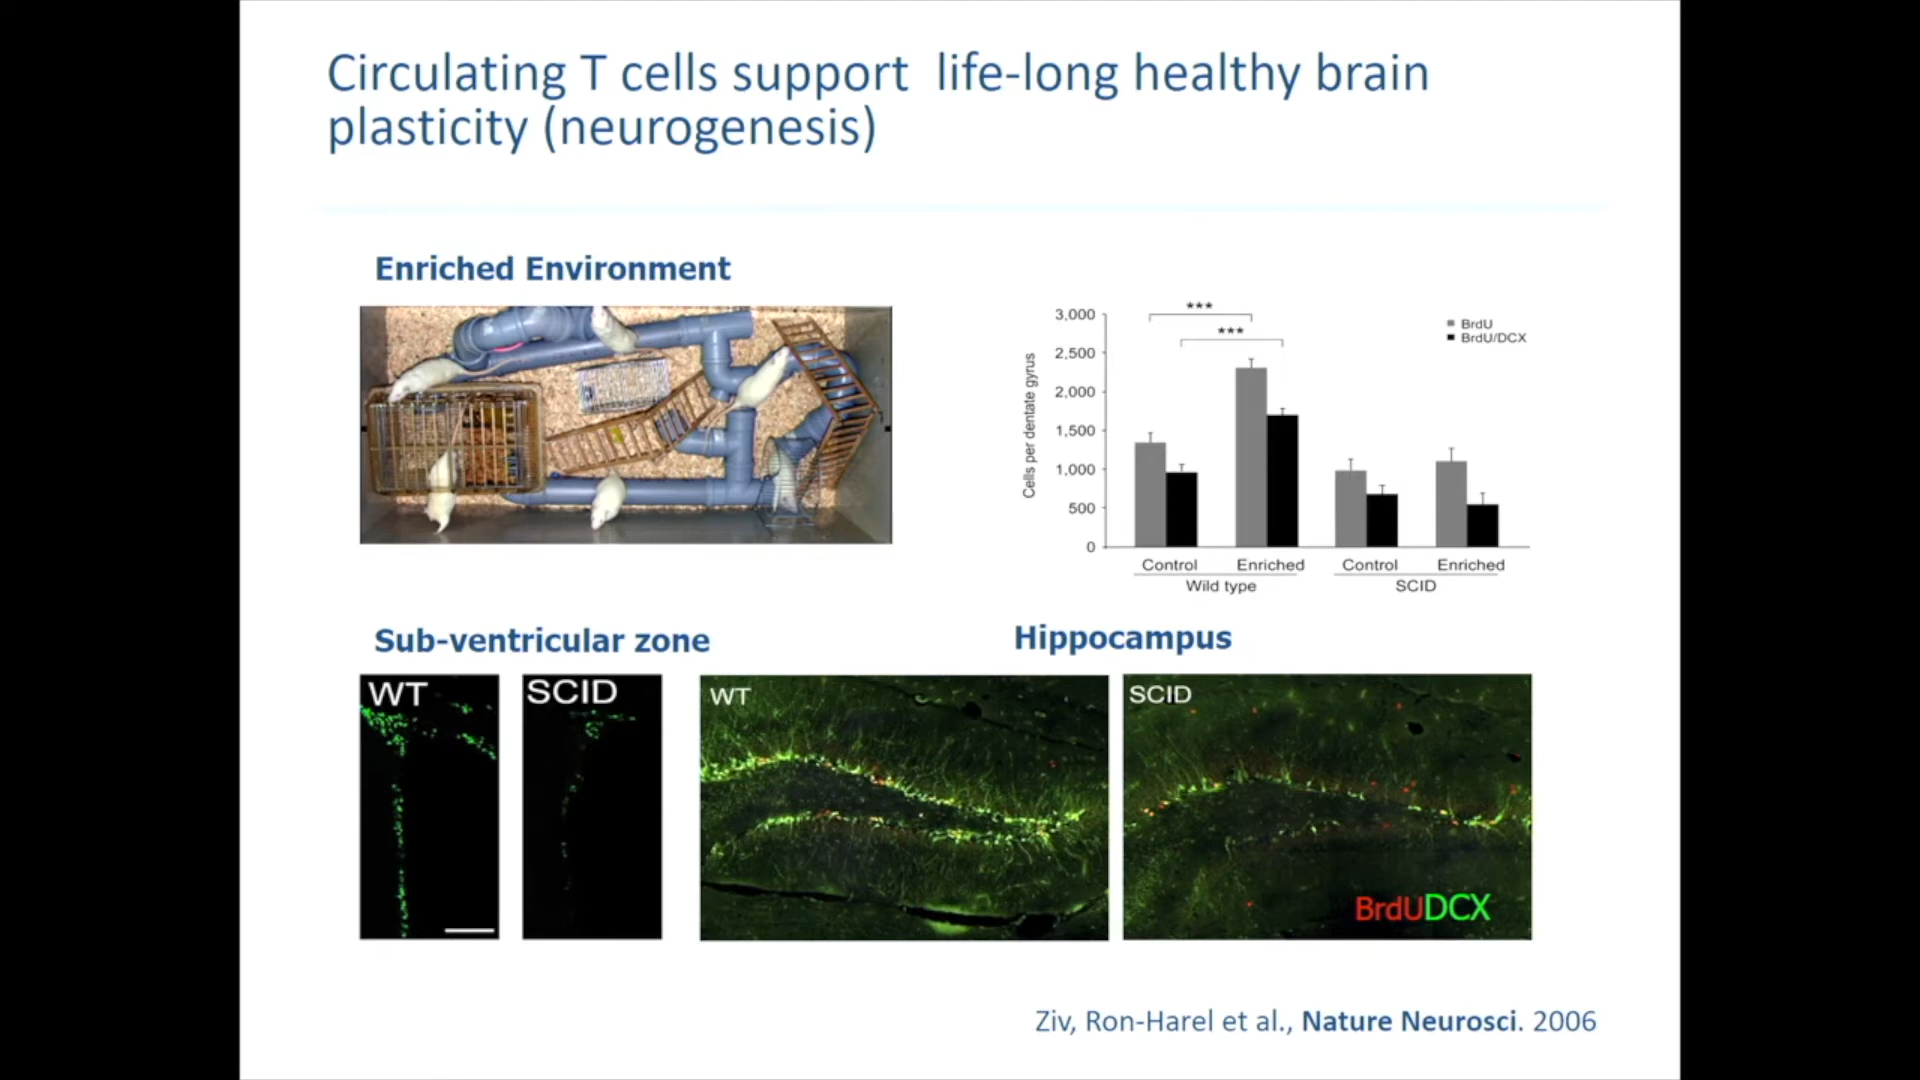 Circulating T cells support life-long healthy brain
plasticity (neurogenesis)
Enriched Environment
***
***
3,000
2,500
2,000
1,500
1,000
500
0
Cells per dentate gyrus
BrdU
BrdU/DCX
Control Enriched Control Enriched
Wild type SCID
Sub-ventricular zone
Hippocampus
WT
SCID
WT
SCID
BrdUDCX
Ziv, Ron-Harel et al., Nature Neurosci. 2006